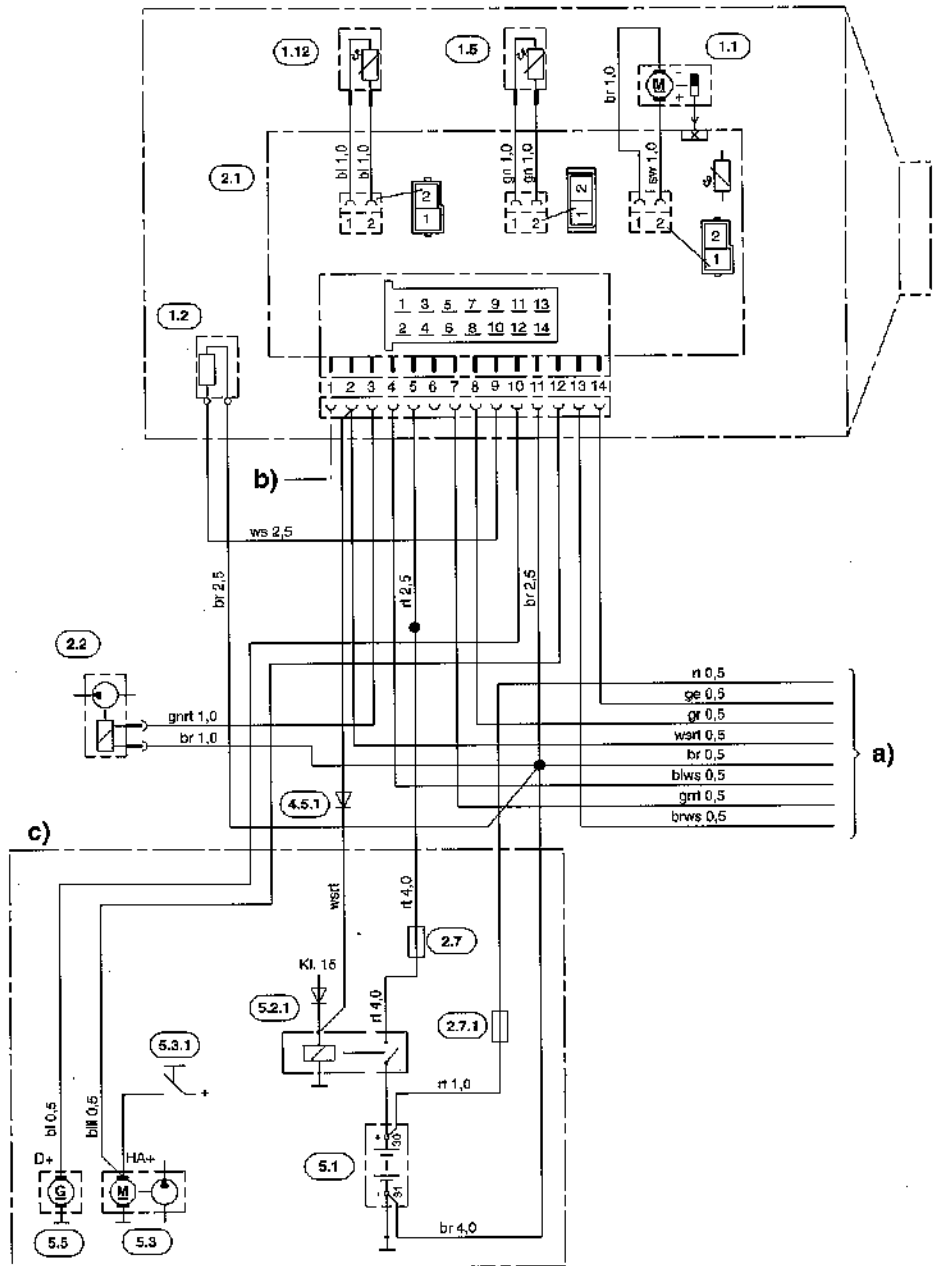 1.12
1.5
1.1
br 1,0
M
- +
2.1
bl 1,0
bl 1,0
gn 1,0
gn 1,0
sw 1,0
2
1
2
1
1 2
1 2
1 2
2
1
1.2
1 3 5 7 9 11 13
2 4 6 8 10 12 14
1 2 3 4 5 6 7 8 9 10 11 12 13 14
b)
ws 2,5
br 2,5
rt 2,5
br 2,5
2.2
rt 0,5
ge 0,5
gnrt 1,0
gr 0,5
wsrt 0,5
br 1,0
br 0,5
a)
blws 0,5
4.5.1
brws 0,5
c)
wsrt
rt 4,0
2.7
Kl. 15
5.2.1
rt 4,0
2.7.1
5.3.1
+
rt 1,0
bl 0,5
+ 30
D+
HA+
5.1
G
M
- 31
br 4,0
5.5
5.3